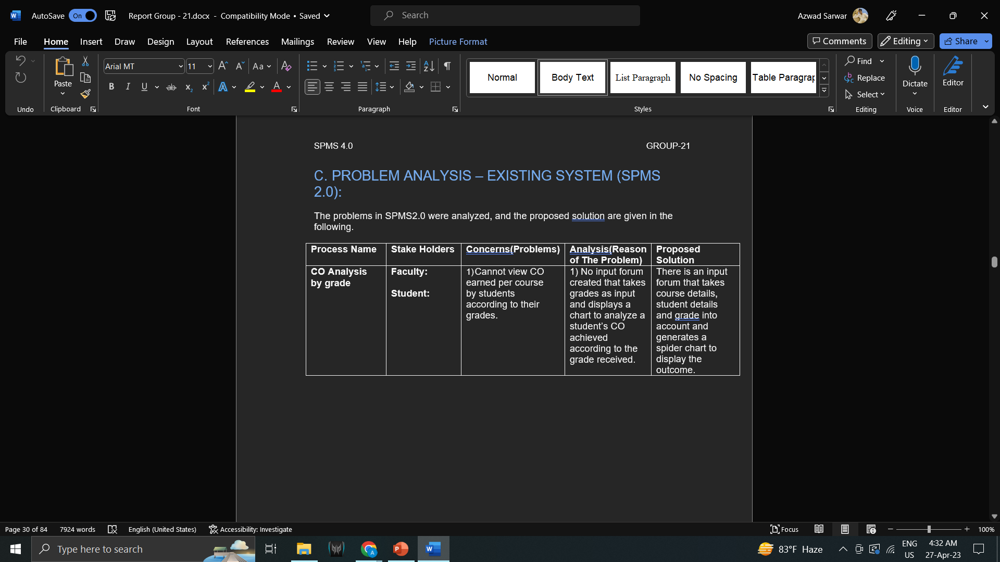 AutoSave On Report Group - 21.docx - Compatibility Mode • Saved Search Azwad Sarwar
File Home Insert Draw Design Layout References Mailings Review View Help Picture Format Comments Editing Share
Paste
Arial MT 11 Aa
B I U ab x2 x2 A A
Normal Body Text List Paragraph No Spacing Table Paragrap
Find
Replace
Select
Dictate
Editor
Undo Clipboard Font Paragraph Styles Editing Voice Editor
SPMS 4.0 GROUP-21
C. PROBLEM ANALYSIS – EXISTING SYSTEM (SPMS
2.0):
The problems in SPMS2.0 were analyzed, and the proposed solution are given in the
following.
Process Name
Stake Holders
Concerns(Problems)
Analysis(Reason
of The Problem)
Proposed
Solution
CO Analysis
by grade
Faculty:
Student:
1)Cannot view CO
earned per course
by students
according to their
grades.
1) No input forum
created that takes
grades as input
and displays a
chart to analyze a
student's CO
achieved
according to the
grade received.
There is an input
forum that takes
course details,
student details
and grade into
account and
generates a
spider chart to
display the
outcome.
Page 30 of 84 7924 words English (United States) Accessibility: Investigate Focus 100%
Type here to search 83°F Haze ENG 4:32 AM
US 27-Apr-23